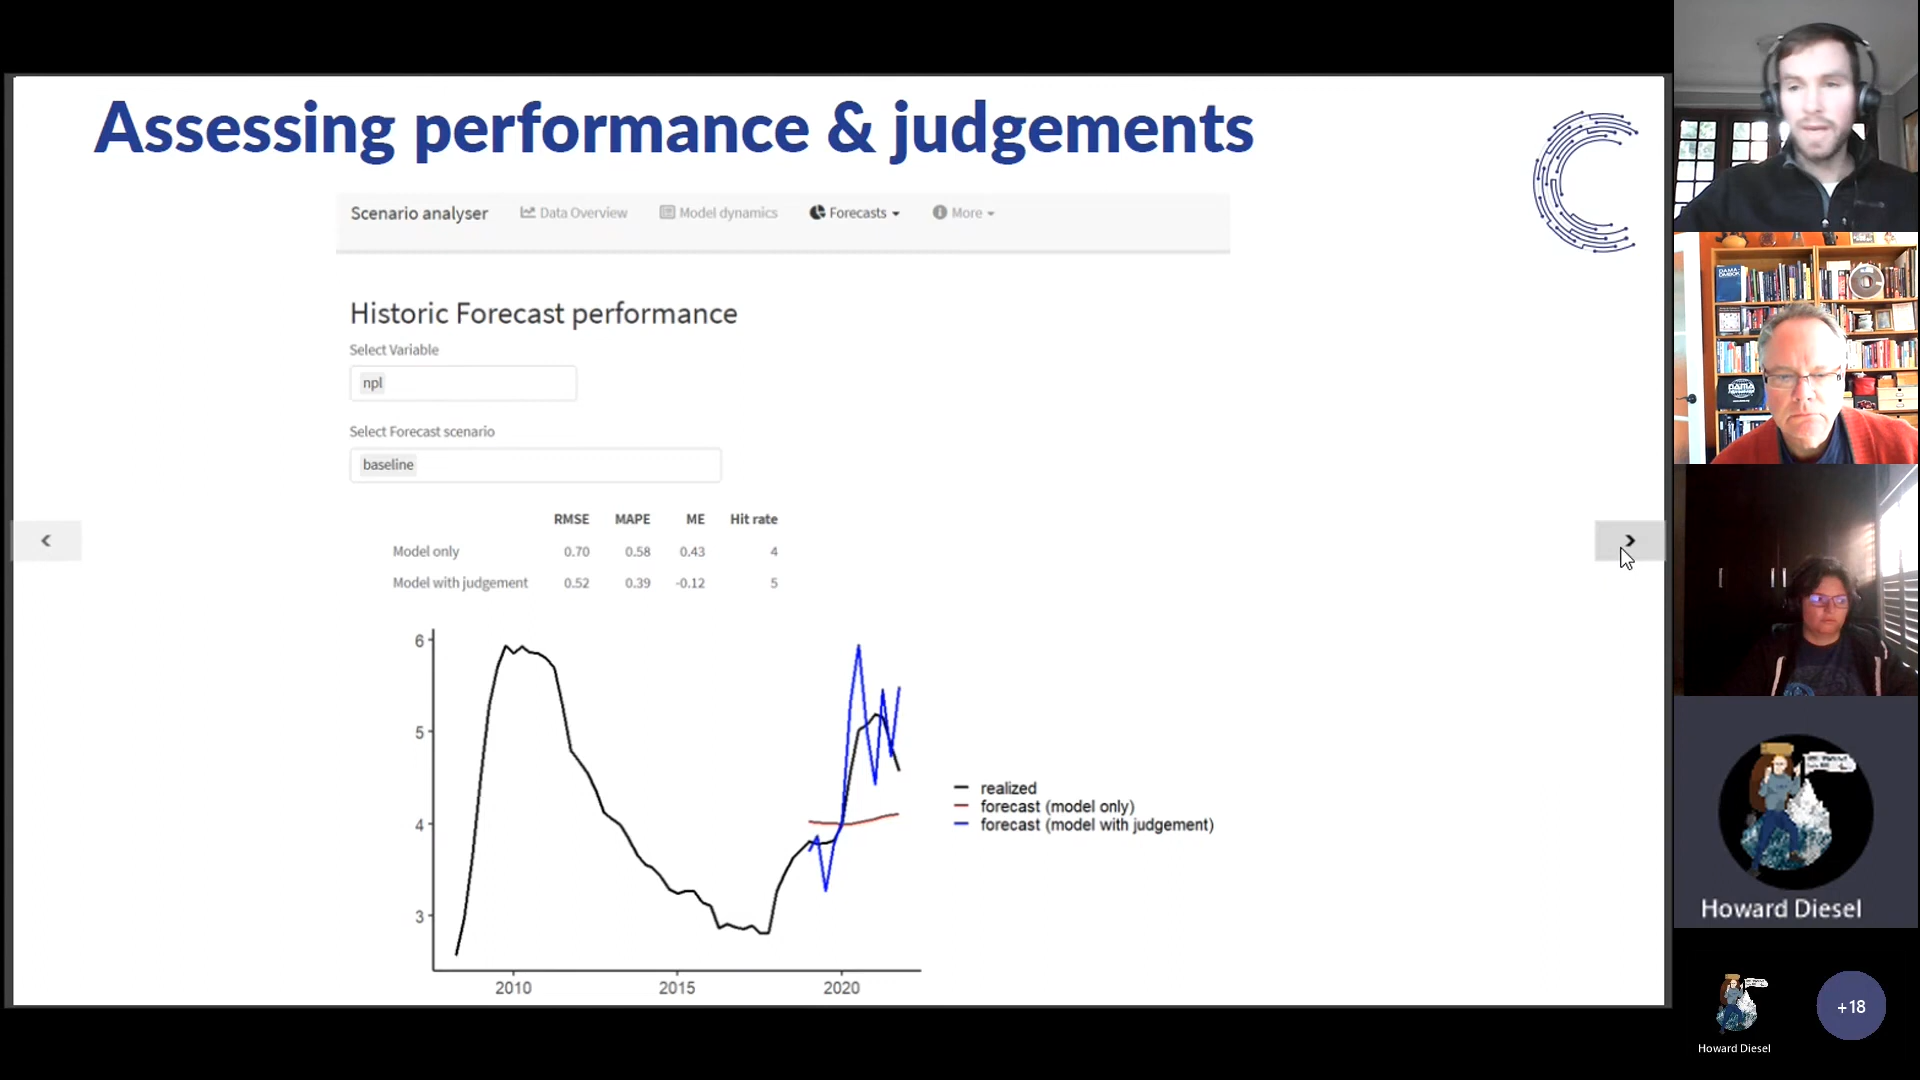 Assessing performance & judgements
Scenario analyser Data Overview Model dynamics Forecasts More
Historic Forecast performance
Select Variable
npl
Select Forecast scenario
baseline
RMSE MAPE ME Hit rate
Model only 0.70 0.58 0.43 4
Model with judgement 0.52 0.39 -0.12 5
6
5
4
3
2010 2015 2020
realized
forecast (model only)
forecast (model with judgement)
DAMA
DAMA
Howard Diesel
Howard Diesel
+18